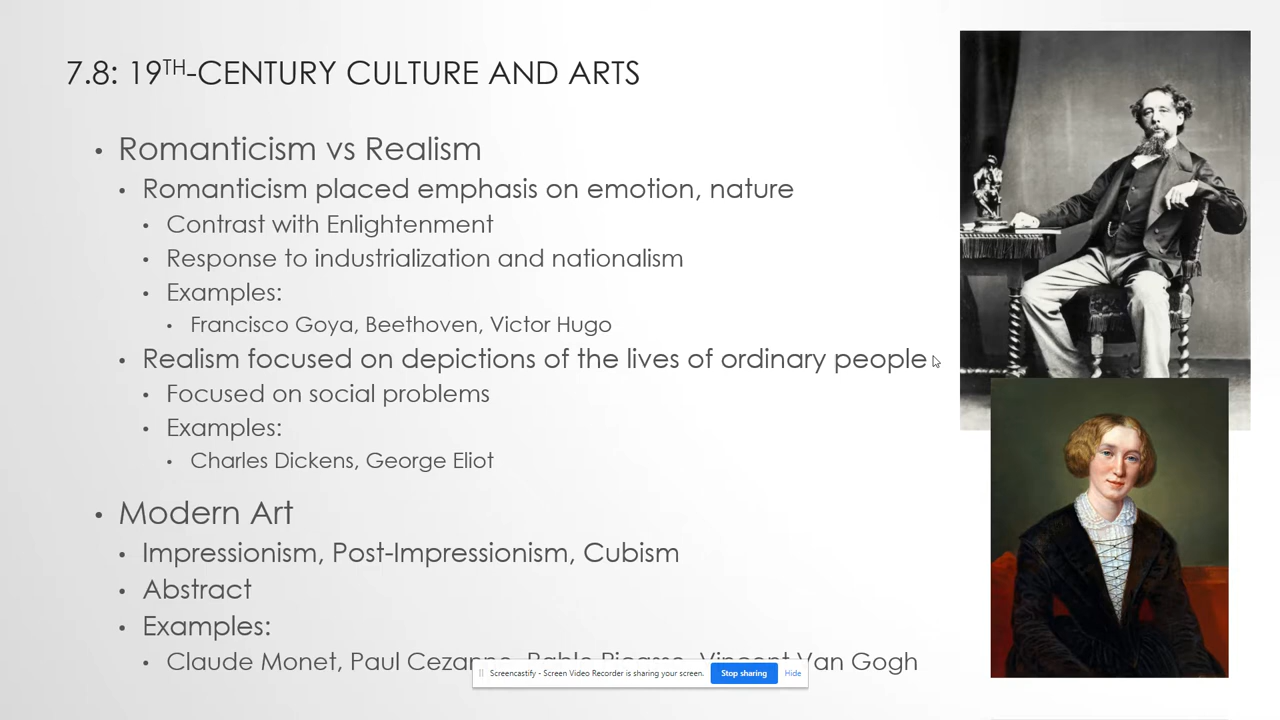 7.8: 19TH-CENTURY CULTURE AND ARTS
• Romanticism vs Realism
• Romanticism placed emphasis on emotion, nature
• Contrast with Enlightenment
• Response to industrialization and nationalism
• Examples:
• Francisco Goya, Beethoven, Victor Hugo
• Realism focused on depictions of the lives of ordinary people
• Focused on social problems
• Examples:
• Charles Dickens, George Eliot
• Modern Art
• Impressionism, Post-Impressionism, Cubism
• Abstract
• Examples:
• Claude Monet, Paul Cezanne, Pablo Picasso, Vincent Van Gogh
Screencastify - Screen Video Recorder is sharing your screen. Stop sharing Hide